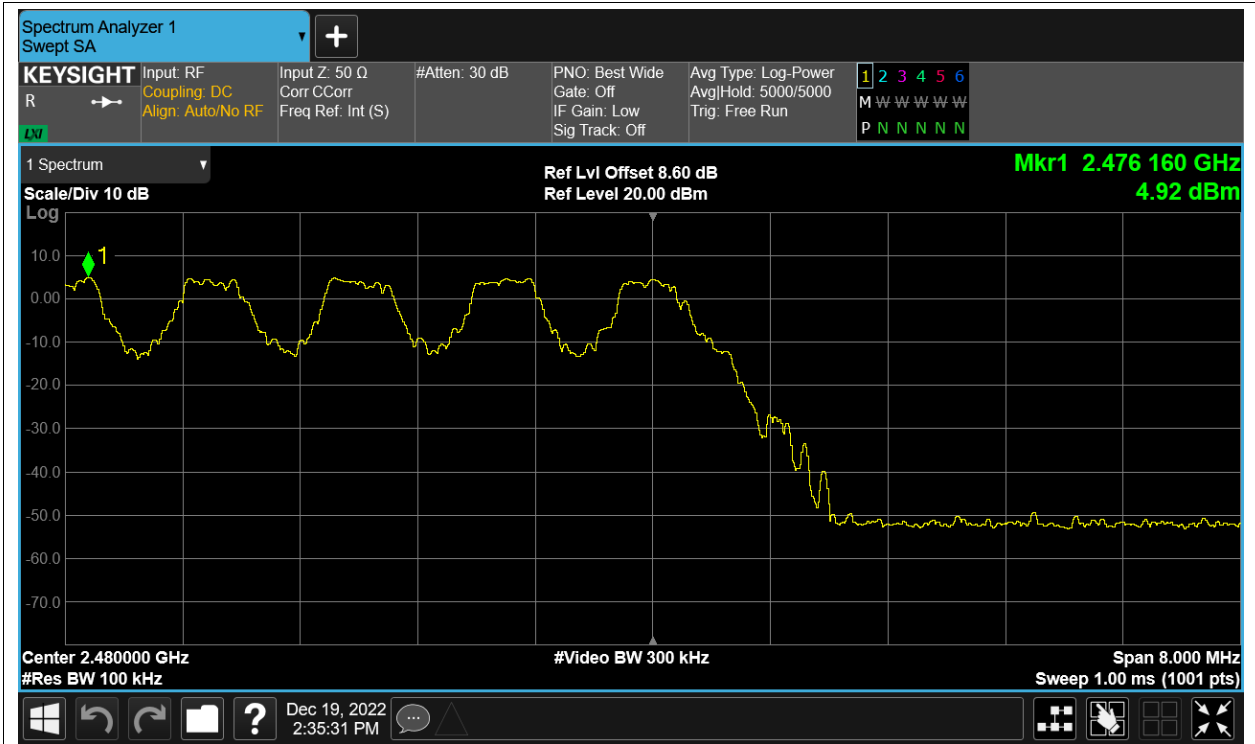 Spectrum Analyzer 1
Swept SA
KEYSIGHT
R
LXI
Input: RF
Coupling: DC
Align: Auto/No RF
Input Z: 50 Ω
Corr CCorr
Freq Ref: Int (S)
#Atten: 30 dB
PNO: Best Wide
Gate: Off
IF Gain: Low
Sig Track: Off
Avg Type: Log-Power
Avg|Hold: 5000/5000
Trig: Free Run
1 2 3 4 5 6
M W W W W W
P N N N N N
1 Spectrum
Scale/Div 10 dB
Log
Ref Lvl Offset 8.60 dB
Ref Level 20.00 dBm
Mkr1 2.476 160 GHz
4.92 dBm
1
10.0
0.00
-10.0
-20.0
-30.0
-40.0
-50.0
-60.0
-70.0
Center 2.480000 GHz
#Res BW 100 kHz
#Video BW 300 kHz
Span 8.000 MHz
Sweep 1.00 ms (1001 pts)
?
Dec 19, 2022
2:35:31 PM